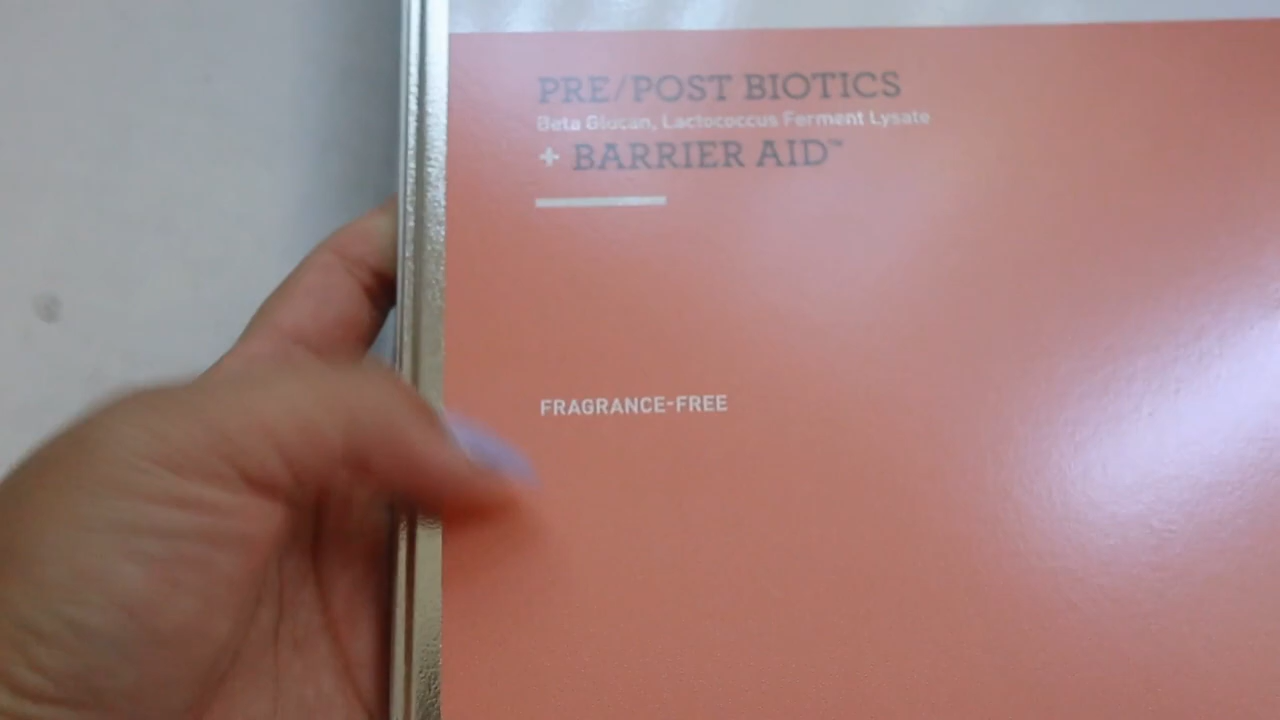 PRE/POST BIOTICS
Beta Glucan, Lactococcus Ferment Lysate
+ BARRIER AID™
FRAGRANCE-FREE